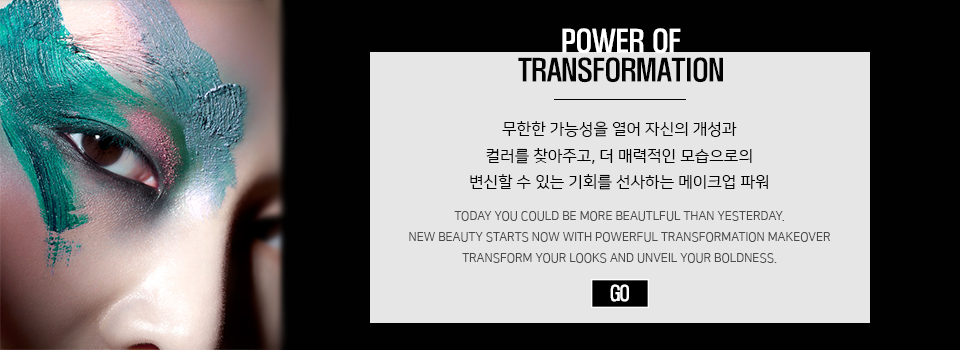 POWER OF
TRANSFORMATION
무한한 가능성을 열어 자신의 개성과
컬러를 찾아주고, 더 매력적인 모습으로의
변신할 수 있는 기회를 선사하는 메이크업 파워
TODAY YOU COULD BE MORE BEAUTLFUL THAN YESTERDAY.
NEW BEAUTY STARTS NOW WITH POWERFUL TRANSFORMATION MAKEOVER
TRANSFORM YOUR LOOKS AND UNVEIL YOUR BOLDNESS.
GO